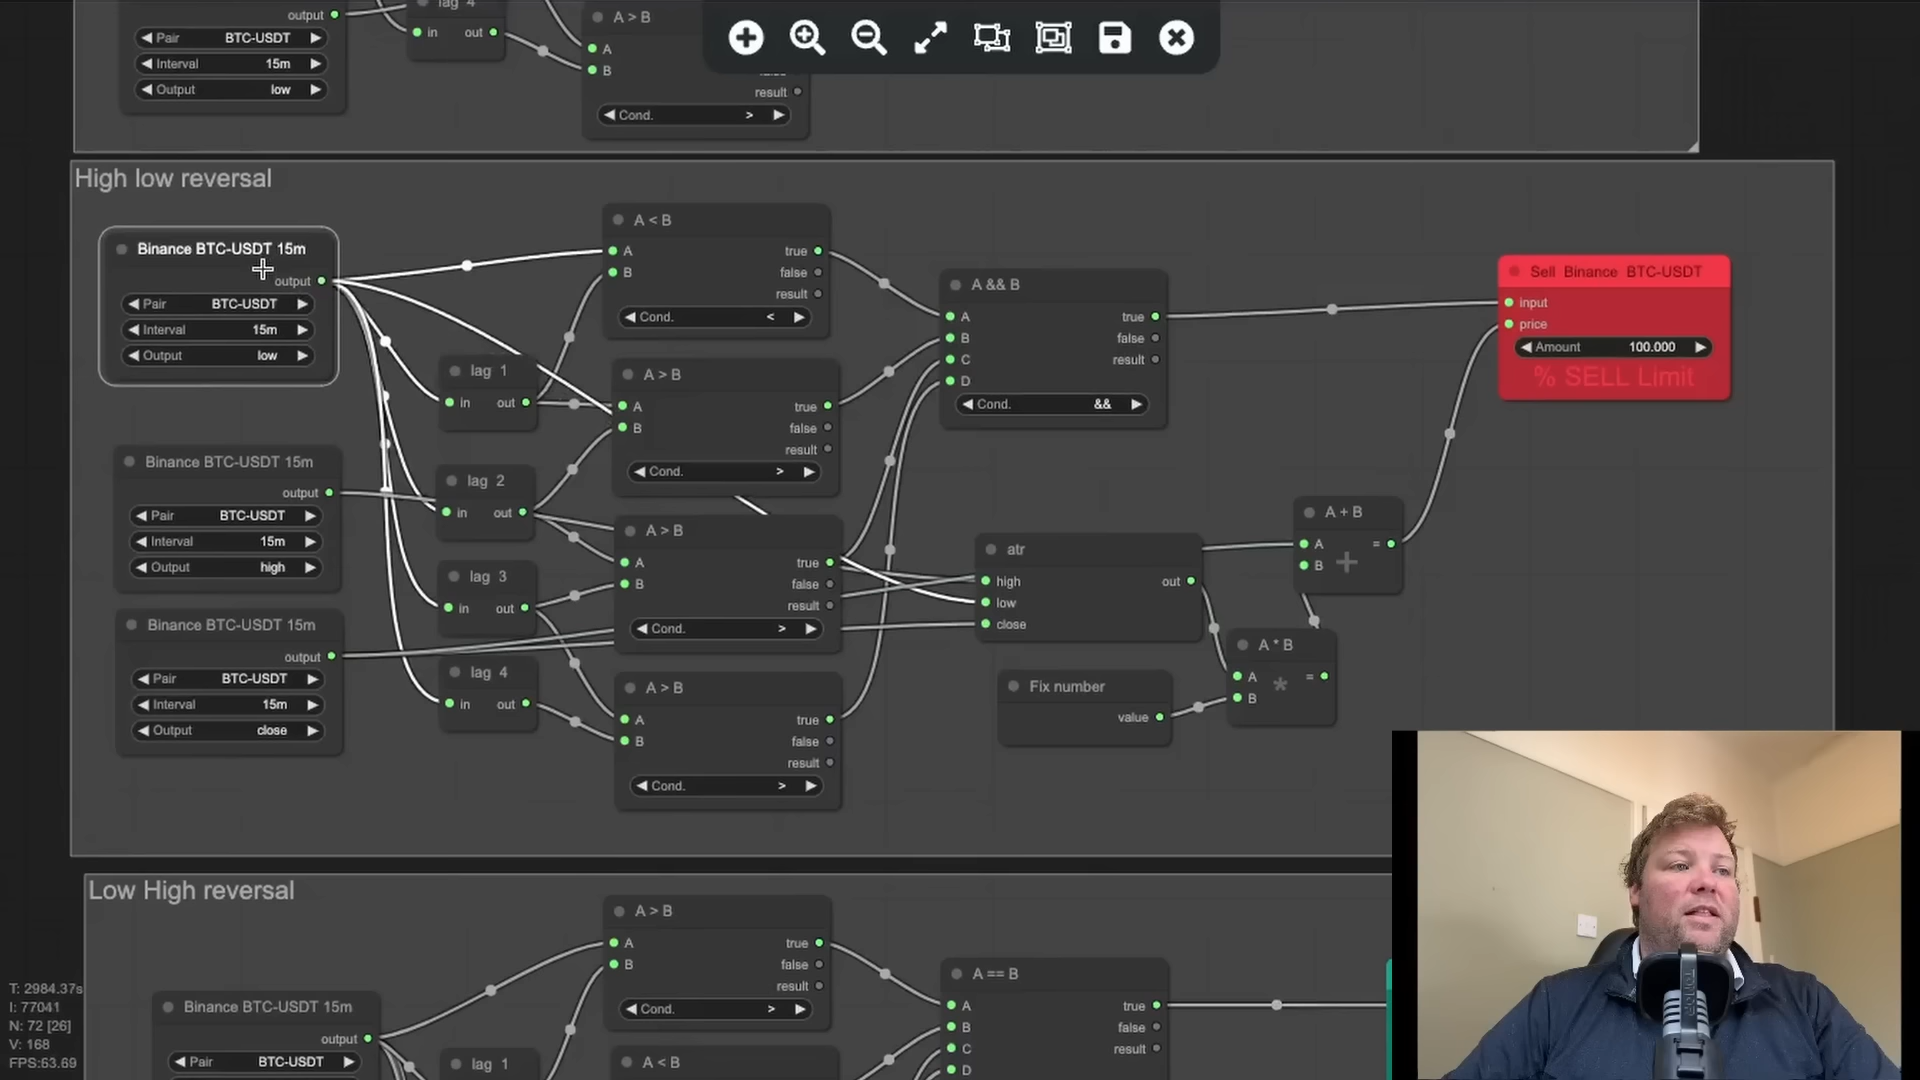 output
Pair BTC-USDT
Interval 15m
Output low
lag 4
in out
A > B
A
B
result
Cond. >
High low reversal
Binance BTC-USDT 15m
output
Pair BTC-USDT
Interval 15m
Output low
Binance BTC-USDT 15m
output
Pair BTC-USDT
Interval 15m
Output high
Binance BTC-USDT 15m
output
Pair BTC-USDT
Interval 15m
Output close
lag 1
in out
lag 2
in out
lag 3
in out
lag 4
in out
A < B
A true
B false
result
Cond. <
A > B
A true
B false
result
Cond. >
A > B
A true
B false
result
Cond. >
A > B
A true
B false
result
Cond. >
A && B
A true
B false
C result
D
Cond. &&
atr
high out
low
close
Fix number
value
A * B
A =
B *
A + B
A =
B +
Sell Binance BTC-USDT
input
price
Amount 100.000
% SELL Limit
Low High reversal
Binance BTC-USDT 15m
output
Pair BTC-USDT
lag 1
A > B
A true
B false
result
Cond. >
A < B
A == B
A true
B false
C result
D
T: 2984.37s
I: 77041
N: 72 [26]
V: 168
FPS:63.69